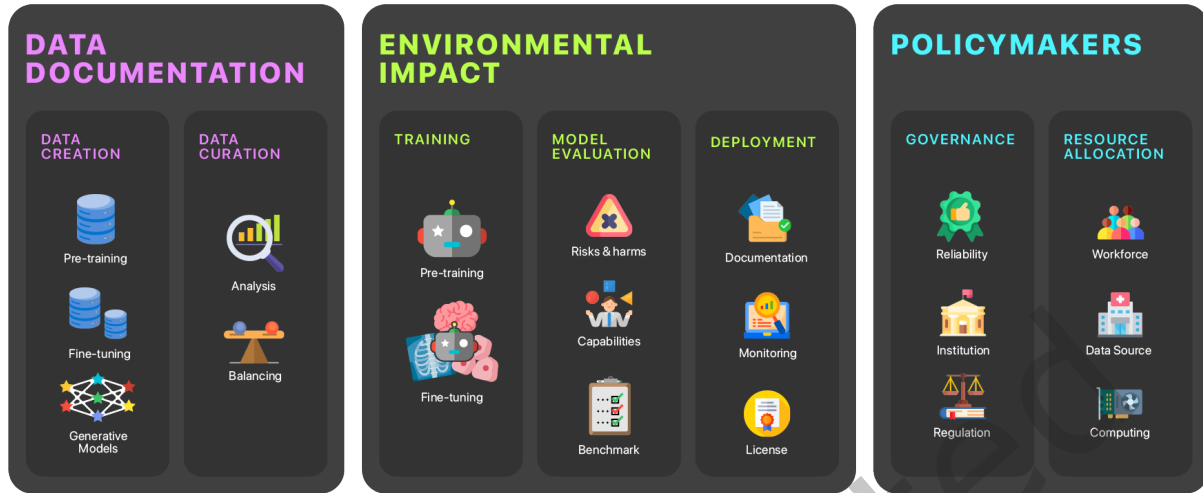 DATA
DOCUMENTATION
DATA
CREATION
Pre-training
Fine-tuning
Generative
Models
DATA
CURATION
Analysis
Balancing
ENVIRONMENTAL
IMPACT
TRAINING
Pre-training
Fine-tuning
MODEL
EVALUATION
Risks & harms
Capabilities
Benchmark
DEPLOYMENT
Documentation
Monitoring
License
POLICYMAKERS
GOVERNANCE
Reliability
Institution
Regulation
RESOURCE
ALLOCATION
Workforce
Data Source
Computing